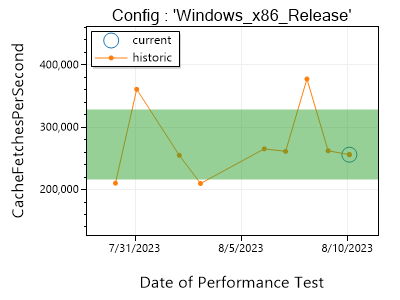 Config : 'Windows_x86_Release'
current
historic
CacheFetchesPerSecond
400,000
300,000
200,000
7/31/2023
8/5/2023
8/10/2023
Date of Performance Test